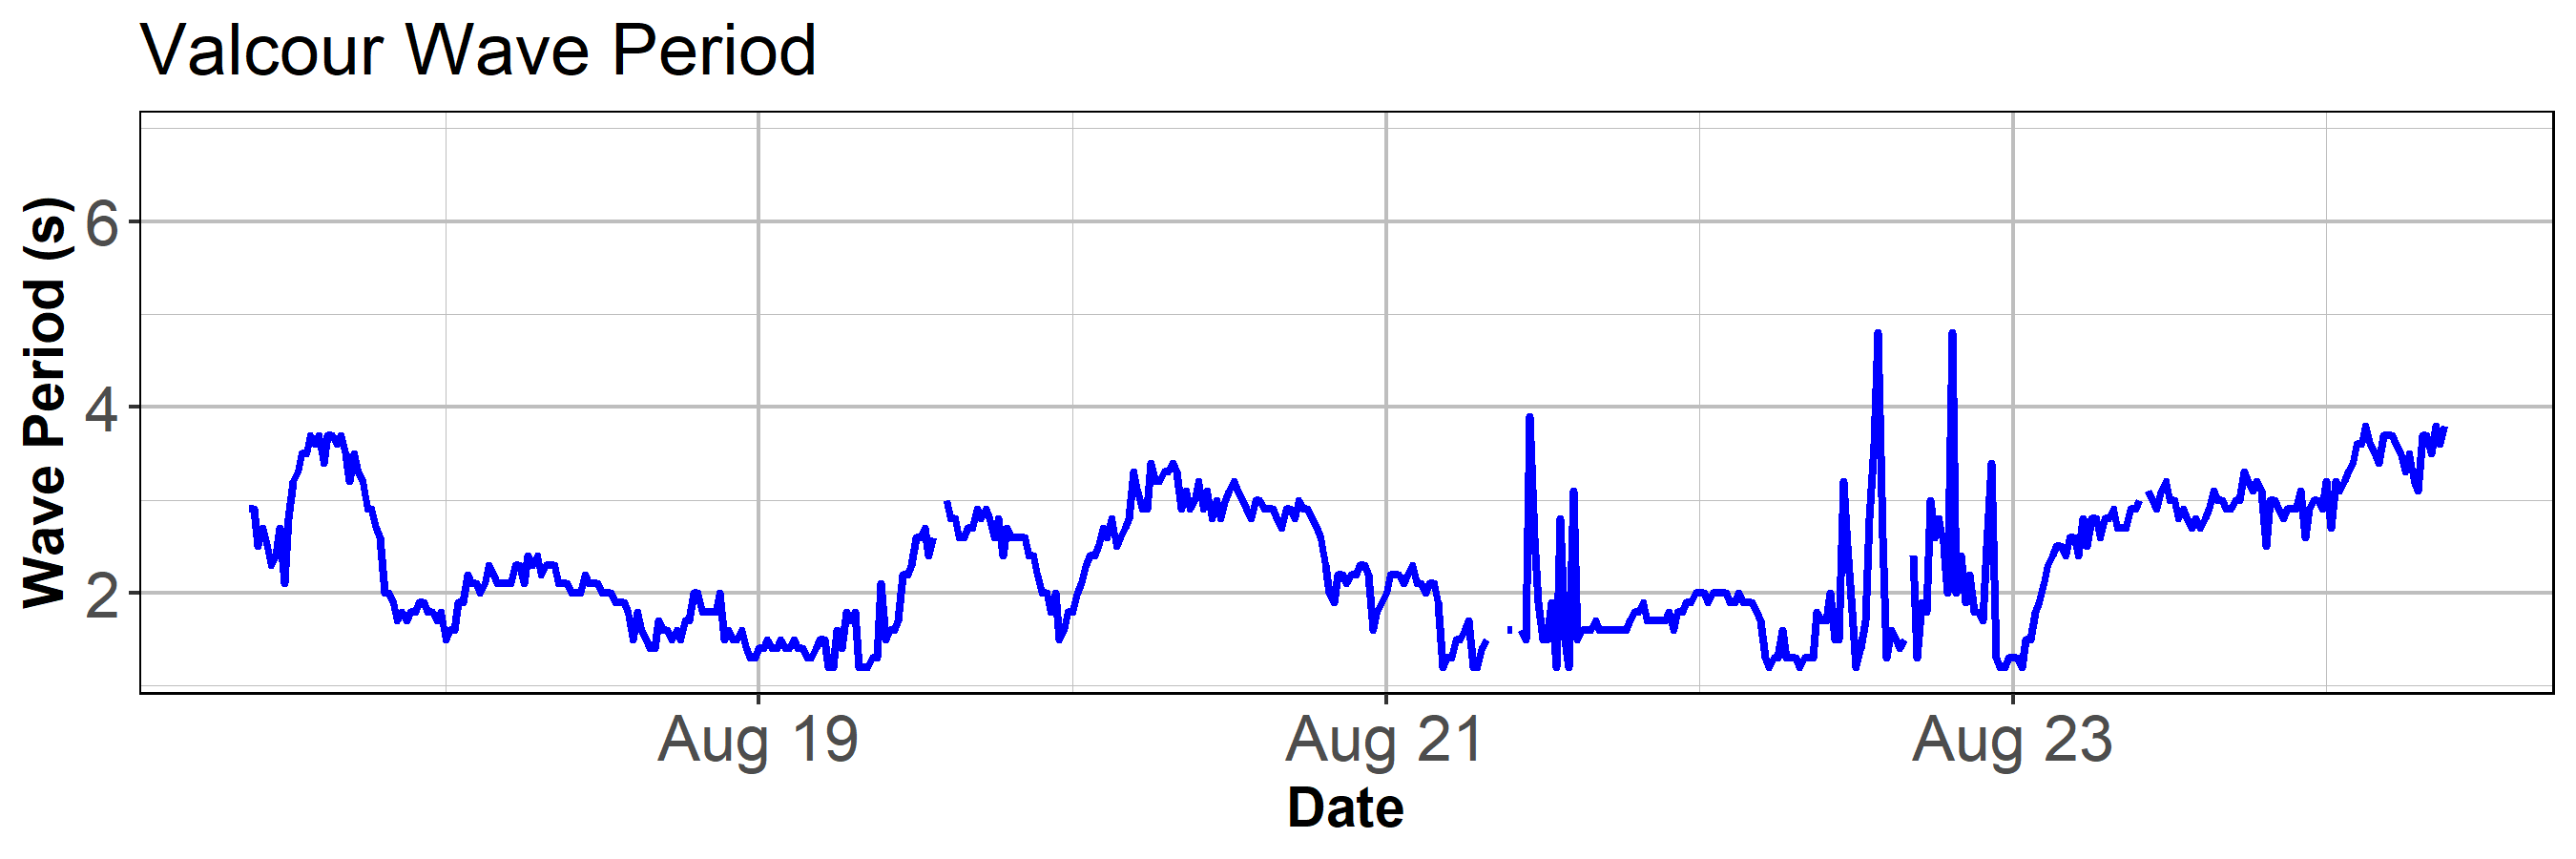 Valcour Wave Period
Wave Period (s)
6
4
2
Aug 19
Aug 21
Aug 23
Date